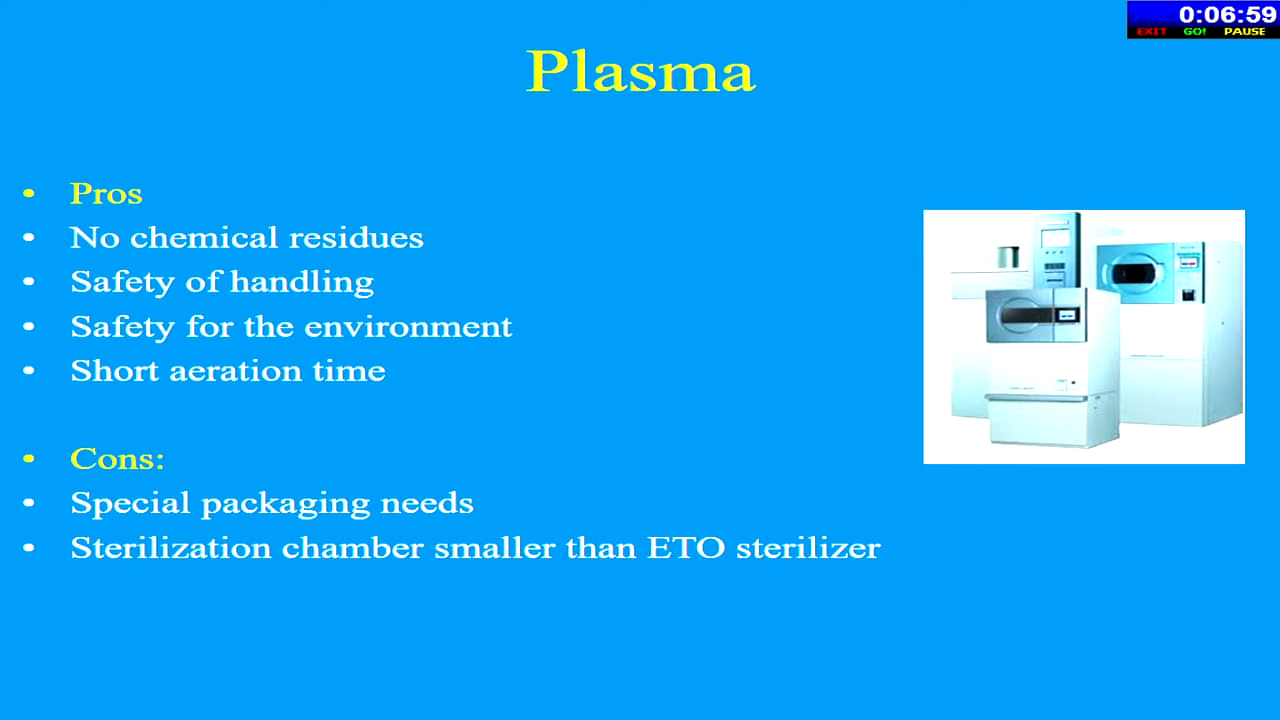 0:06:59
EXIT GO! PAUSE
Plasma
• Pros
• No chemical residues
• Safety of handling
• Safety for the environment
• Short aeration time
• Cons:
• Special packaging needs
• Sterilization chamber smaller than ETO sterilizer